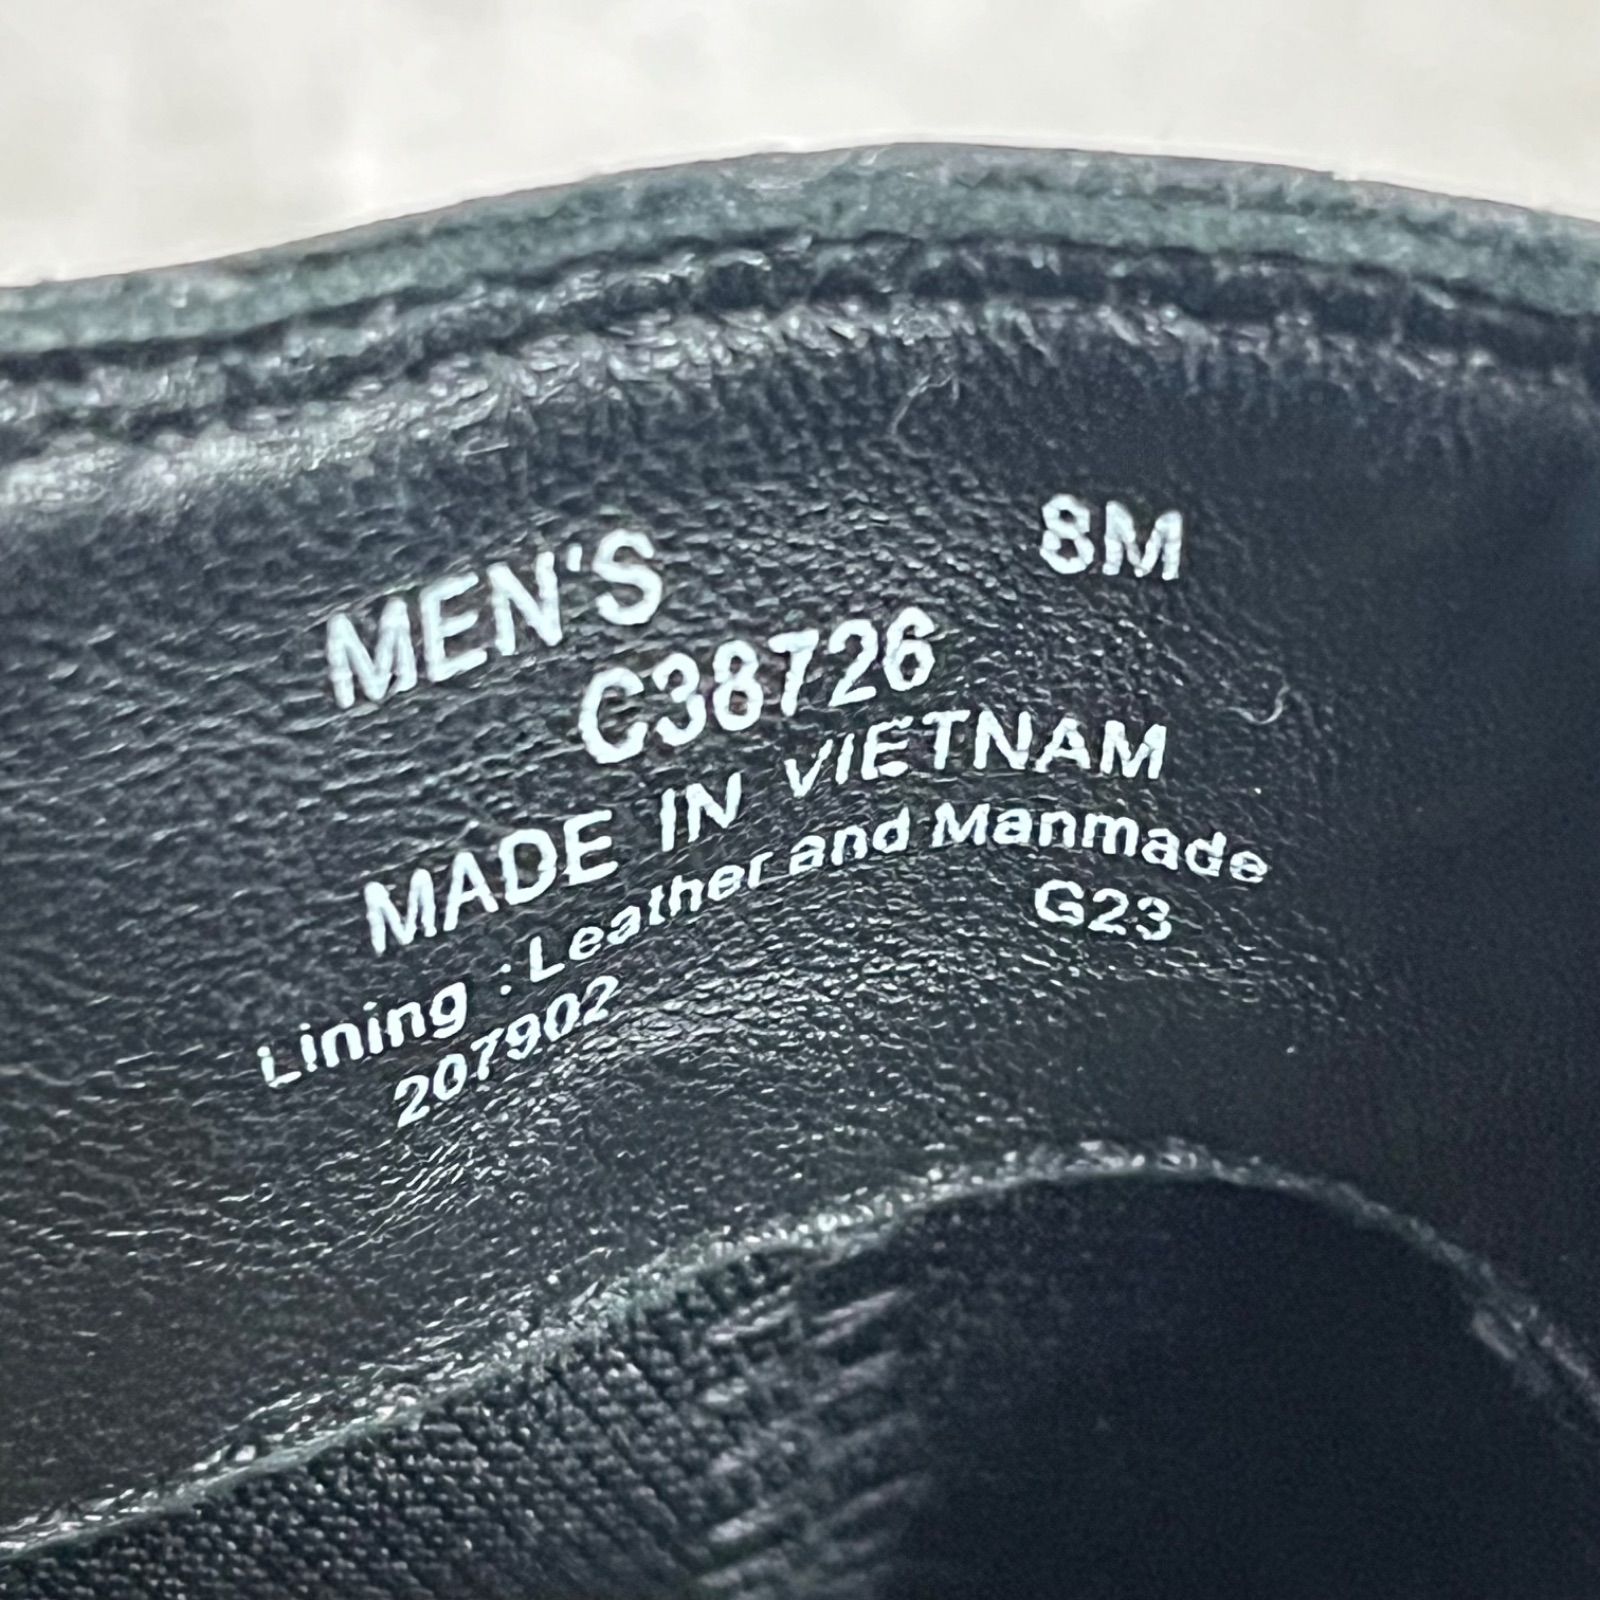 MEN'S 8M
C38726
MADE IN VIETNAM
Lining : Leather and Manmade
207902 G23